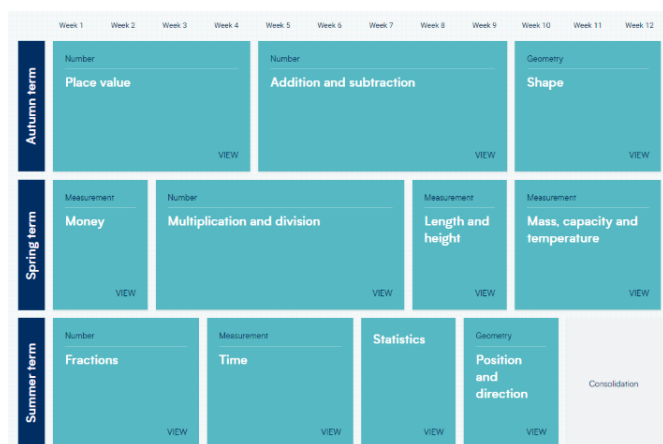 Week 1 Week 2 Week 3 Week 4 Week 5 Week 6 Week 7 Week 8 Week 9 Week 10 Week 11 Week 12
Autumn term
Number
Place value
VIEW
Number
Addition and subtraction
VIEW
Geometry
Shape
VIEW
Spring term
Measurement
Money
VIEW
Number
Multiplication and division
VIEW
Measurement
Length and
height
VIEW
Measurement
Mass, capacity and
temperature
VIEW
Summer term
Number
Fractions
VIEW
Measurement
Time
VIEW
Statistics
VIEW
Geometry
Position
and
direction
VIEW
Consolidation